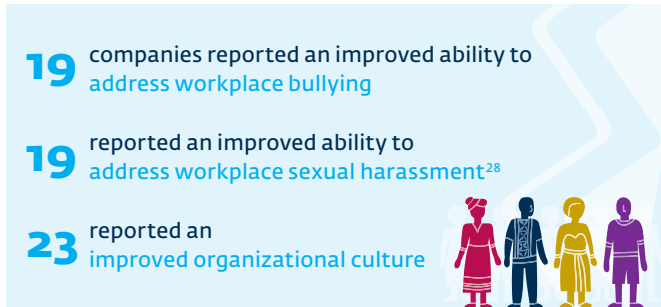 19 companies reported an improved ability to
address workplace bullying
19 reported an improved ability to
address workplace sexual harassment28
23 reported an
improved organizational culture